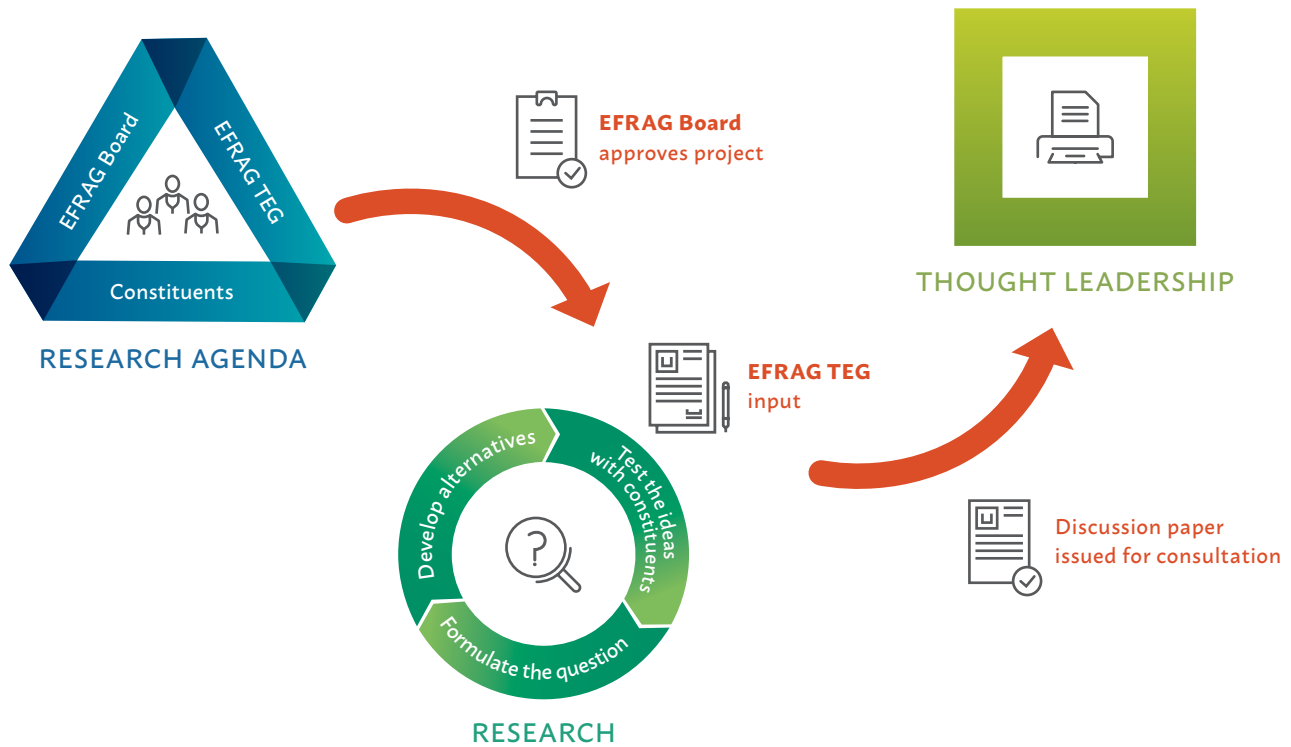 EFRAG Board
EFRAG TEG
Constituents
RESEARCH AGENDA
EFRAG Board
approves project
THOUGHT LEADERSHIP
EFRAG TEG
input
Develop alternatives
Test the ideas
with constituents
Formulate the question
RESEARCH
Discussion paper
issued for consultation
?